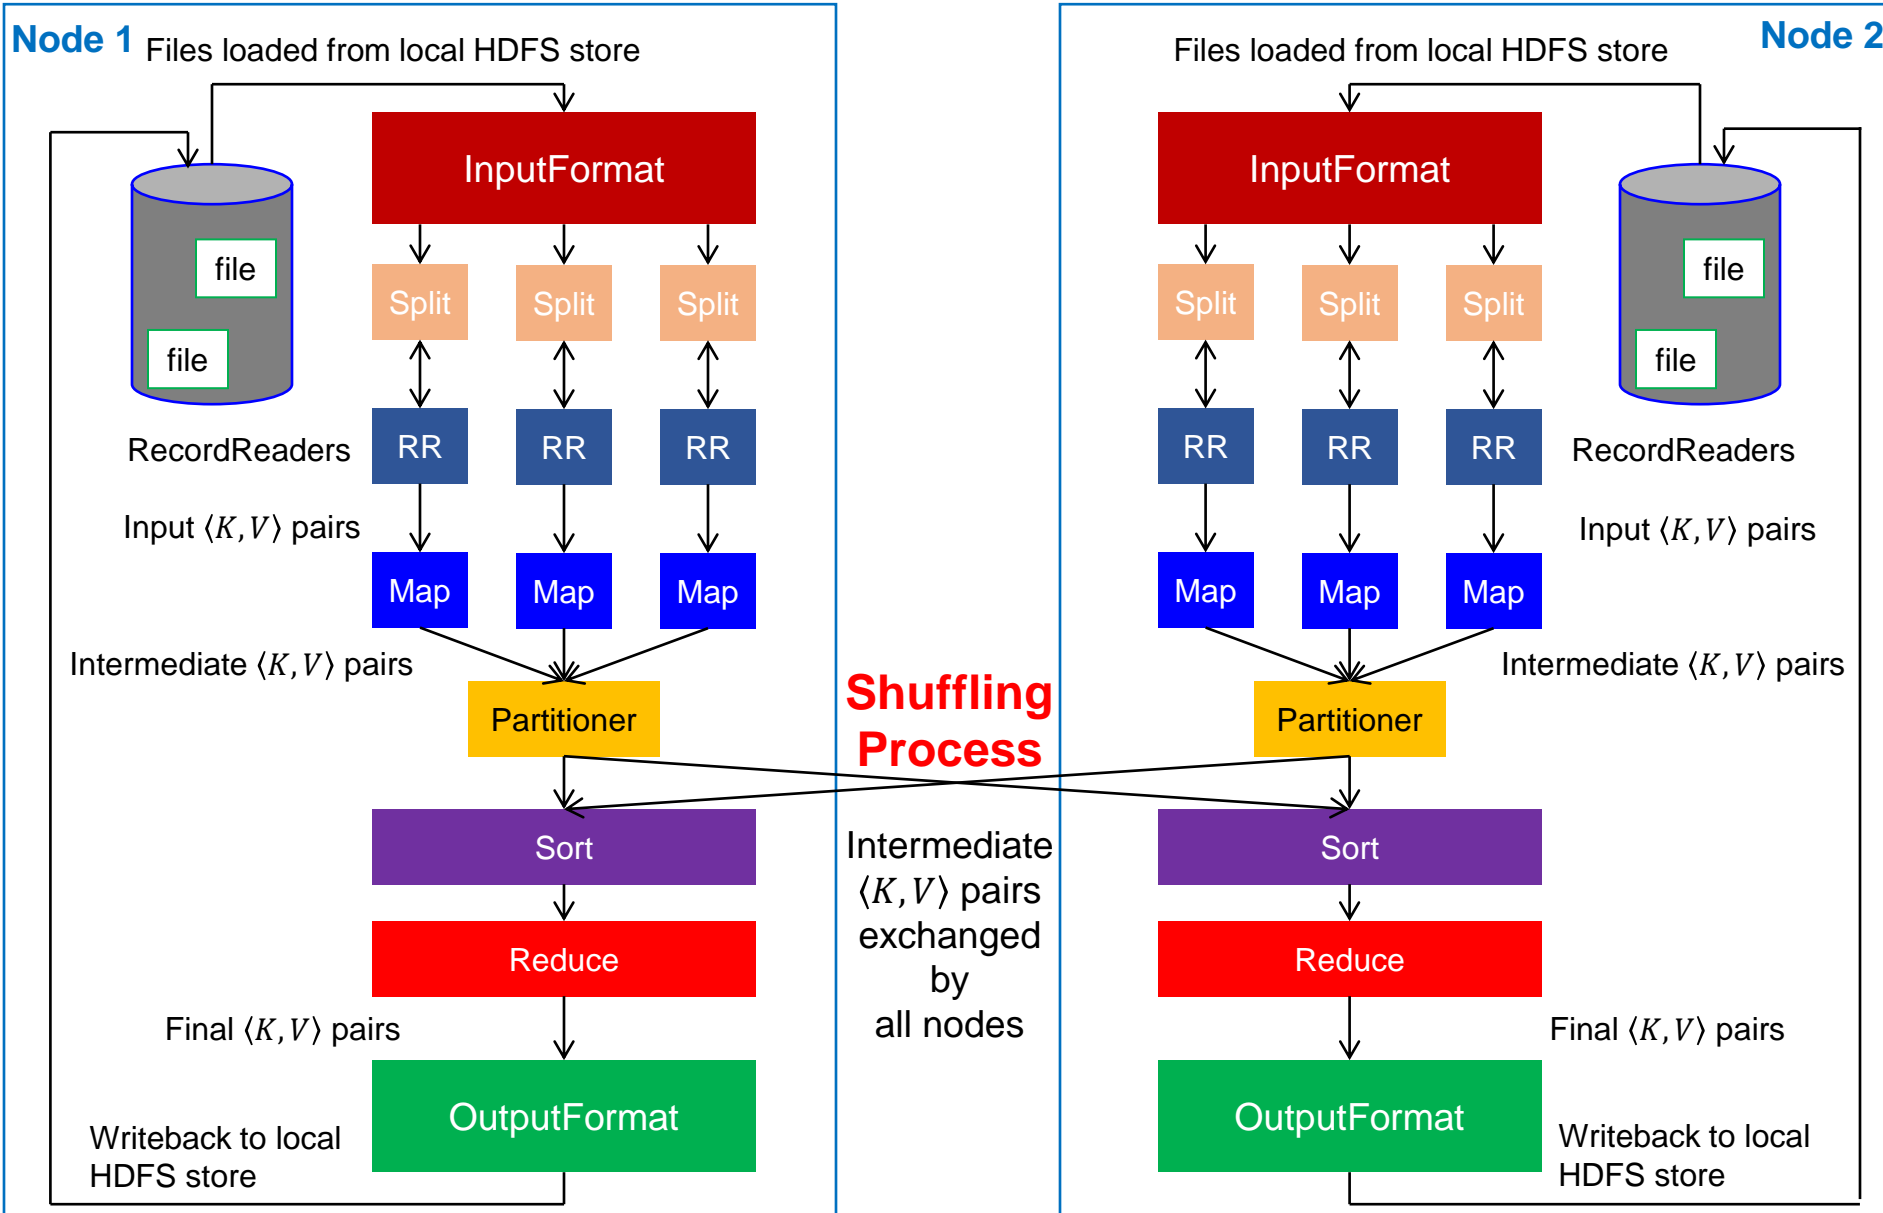 Node 1
Files loaded from local HDFS store
InputFormat
file
file
Split Split Split
RecordReaders
RR RR RR
Input ⟨K, V⟩ pairs
Map Map Map
Intermediate ⟨K, V⟩ pairs
Partitioner
Sort
Reduce
Final ⟨K, V⟩ pairs
OutputFormat
Writeback to local
HDFS store
Shuffling
Process
Intermediate
⟨K, V⟩ pairs
exchanged
by
all nodes
Node 2
Files loaded from local HDFS store
InputFormat
file
file
Split Split Split
RR RR RR
RecordReaders
Input ⟨K, V⟩ pairs
Map Map Map
Intermediate ⟨K, V⟩ pairs
Partitioner
Sort
Reduce
Final ⟨K, V⟩ pairs
OutputFormat
Writeback to local
HDFS store